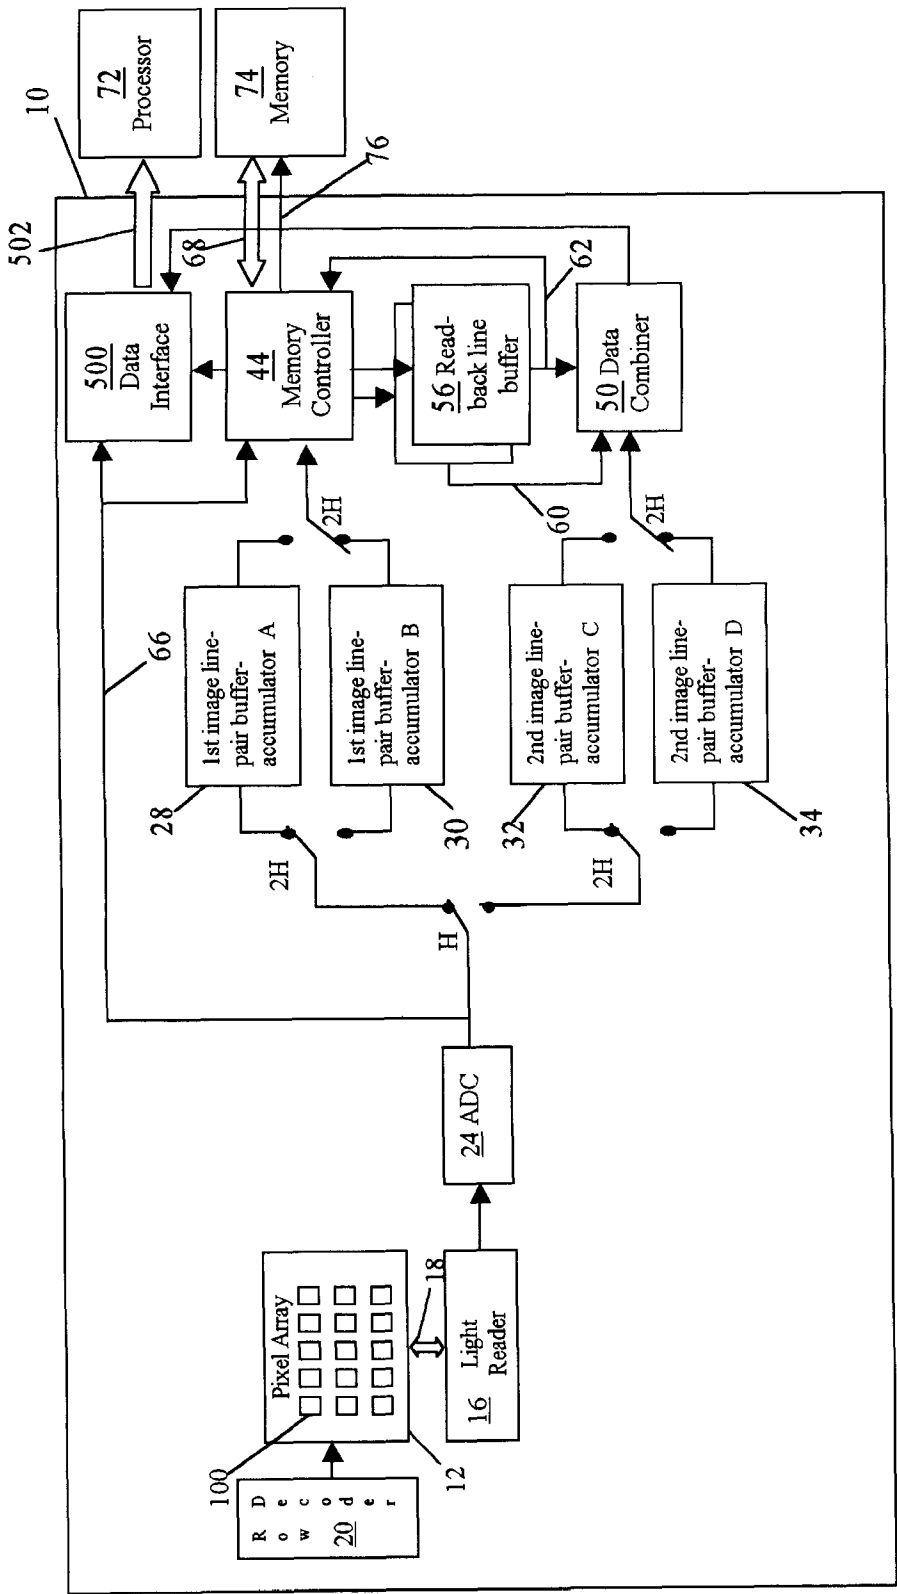 10
502
72
Processor
74
Memory
76
68
500
Data
Interface
44
Memory
Controller
56 Read-
back line
buffer
62
50 Data
Combiner
60
66
2H
2H
1st image line-
pair buffer-
accumulator A
28
1st image line-
pair buffer-
accumulator B
30
2nd image line-
pair buffer-
accumulator C
32
2nd image line-
pair buffer-
accumulator D
34
2H
2H
H
24 ADC
Pixel Array
100
12
18
16 Light
Reader
Row
Decoder
20